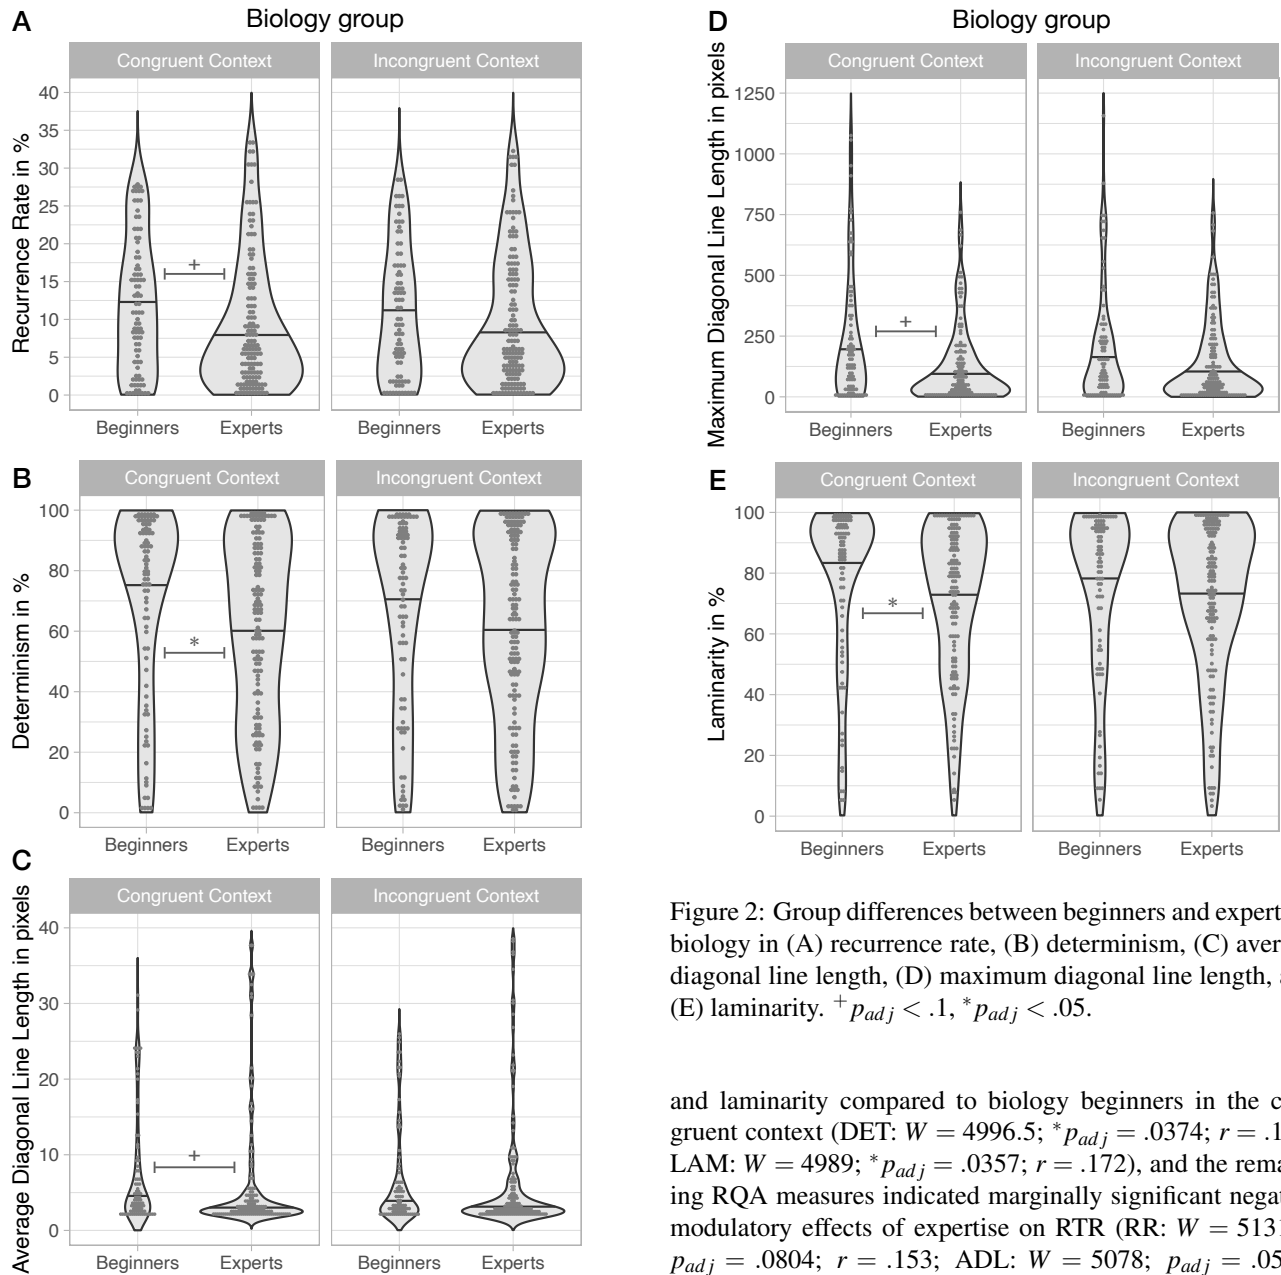 A
Biology group
Congruent Context
Incongruent Context
Recurrence Rate in %
40
35
30
25
20
15
10
5
0
+
Beginners
Experts
Beginners
Experts
B
Congruent Context
Incongruent Context
Determinism in %
100
80
60
40
20
0
*
Beginners
Experts
Beginners
Experts
C
Congruent Context
Incongruent Context
Average Diagonal Line Length in pixels
40
30
20
10
0
+
Beginners
Experts
Beginners
Experts
D
Biology group
Congruent Context
Incongruent Context
Maximum Diagonal Line Length in pixels
1250
1000
750
500
250
0
+
Beginners
Experts
Beginners
Experts
E
Congruent Context
Incongruent Context
Laminarity in %
100
80
60
40
20
0
*
Beginners
Experts
Beginners
Experts
Figure 2: Group differences between beginners and expert
biology in (A) recurrence rate, (B) determinism, (C) aver
diagonal line length, (D) maximum diagonal line length,
(E) laminarity. +p_adj < .1, *p_adj < .05.
and laminarity compared to biology beginners in the c
gruent context (DET: W = 4996.5; *p_adj = .0374; r = .1
LAM: W = 4989; *p_adj = .0357; r = .172), and the rema
ing RQA measures indicated marginally significant negat
modulatory effects of expertise on RTR (RR: W = 5131
p_adj = .0804; r = .153; ADL: W = 5078; p_adj = .05